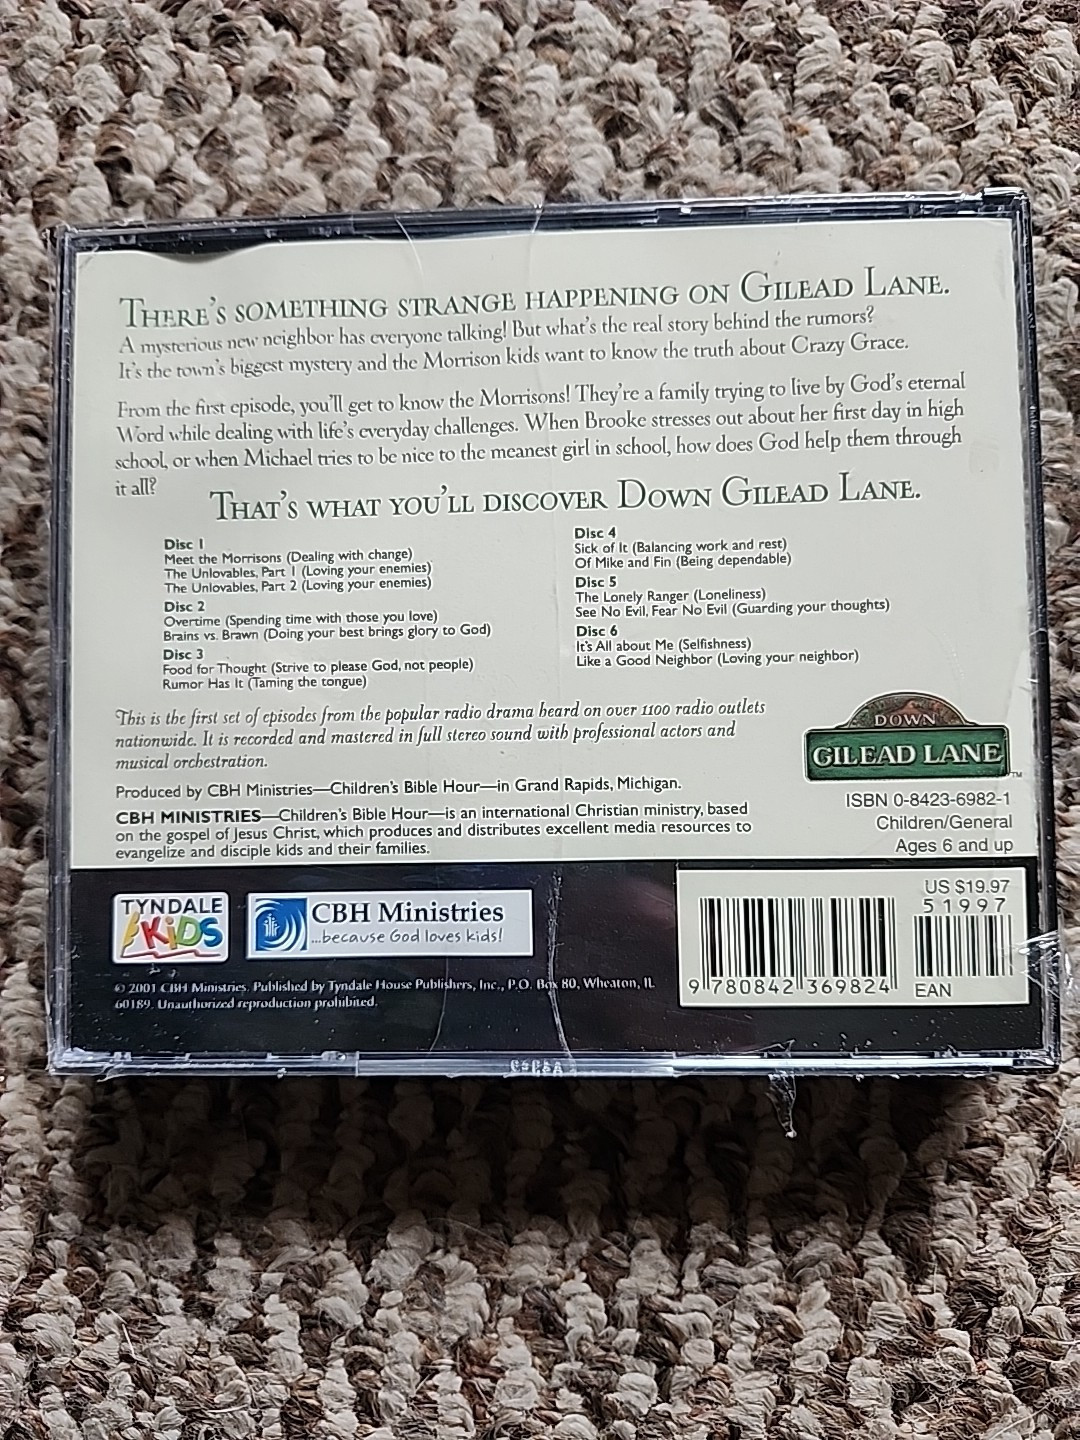 There's something strange happening on Gilead Lane.
A mysterious new neighbor has everyone talking! But what's the real story behind the rumors?
It's the town's biggest mystery and the Morrison kids want to know the truth about Crazy Grace.
From the first episode, you'll get to know the Morrisons! They're a family trying to live by God's eternal
Word while dealing with life's everyday challenges. When Brooke stresses out about her first day in high
school, or when Michael tries to be nice to the meanest girl in school, how does God help them through
it all?
That's what you'll discover Down Gilead Lane.
Disc 1
Meet the Morrisons (Dealing with change)
The Unlovables, Part 1 (Loving your enemies)
The Unlovables, Part 2 (Loving your enemies)
Disc 2
Overtime (Spending time with those you love)
Brains vs. Brawn (Doing your best brings glory to God)
Disc 3
Food for Thought (Strive to please God, not people)
Rumor Has It (Taming the tongue)
Disc 4
Sick of It (Balancing work and rest)
Of Mike and Fin (Being dependable)
Disc 5
The Lonely Ranger (Loneliness)
See No Evil, Fear No Evil (Guarding your thoughts)
Disc 6
It's All about Me (Selfishness)
Like a Good Neighbor (Loving your neighbor)
This is the first set of episodes from the popular radio drama heard on over 1100 radio outlets
nationwide. It is recorded and mastered in full stereo sound with professional actors and
musical orchestration.
Produced by CBH Ministries—Children's Bible Hour—in Grand Rapids, Michigan.
CBH MINISTRIES—Children's Bible Hour—is an international Christian ministry, based
on the gospel of Jesus Christ, which produces and distributes excellent media resources to
evangelize and disciple kids and their families.
DOWN
GILEAD LANE™
ISBN 0-8423-6982-1
Children/General
Ages 6 and up
TYNDALE
KiDS
CBH Ministries
...because God loves kids!
© 2001 CBH Ministries. Published by Tyndale House Publishers, Inc., P.O. Box 80, Wheaton, IL
60189. Unauthorized reproduction prohibited.
US $19.97
51997
9 780842 369824
EAN